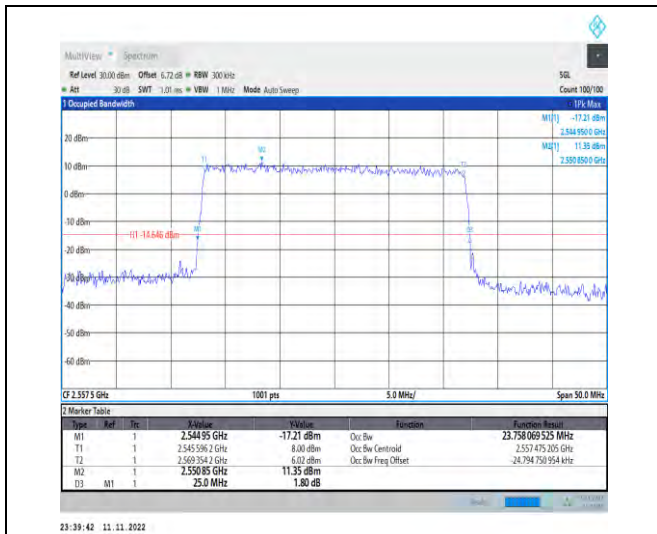 MultiView Spectrum
Ref Level 30.00 dBm Offset 6.72 dB RBW 300 kHz SGL
Att 30 dB SWT 1.01 ms VBW 1 MHz Mode Auto Sweep Count 100/100
1 Occupied Bandwidth 1Pk Max
M1[1] -17.21 dBm
2.544 950 0 GHz
M2[1] 11.35 dBm
2.550 850 0 GHz
20 dBm
M2
T1
T2
10 dBm
0 dBm
-10 dBm
H1 -14.646 dBm
M1
D3
-20 dBm
-30 dBm
-40 dBm
-50 dBm
-60 dBm
CF 2.557 5 GHz 1001 pts 5.0 MHz/ Span 50.0 MHz
2 Marker Table
Type Ref Trc X-Value Y-Value Function Function Result
M1 1 2.544 95 GHz -17.21 dBm Occ Bw 23.758 069 525 MHz
T1 1 2.545 596 2 GHz 8.00 dBm Occ Bw Centroid 2.557 475 205 GHz
T2 1 2.569 354 2 GHz 6.02 dBm Occ Bw Freq Offset -24.794 750 954 kHz
M2 1 2.550 85 GHz 11.35 dBm
D3 M1 1 25.0 MHz 1.80 dB
23:39:42 11.11.2022